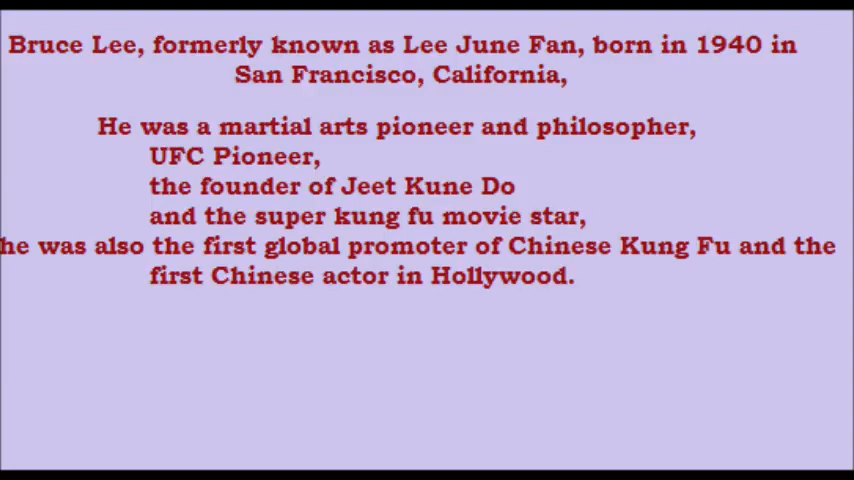 Bruce Lee, formerly known as Lee June Fan, born in 1940 in
San Francisco, California,
He was a martial arts pioneer and philosopher,
UFC Pioneer,
the founder of Jeet Kune Do
and the super kung fu movie star,
he was also the first global promoter of Chinese Kung Fu and the
first Chinese actor in Hollywood.